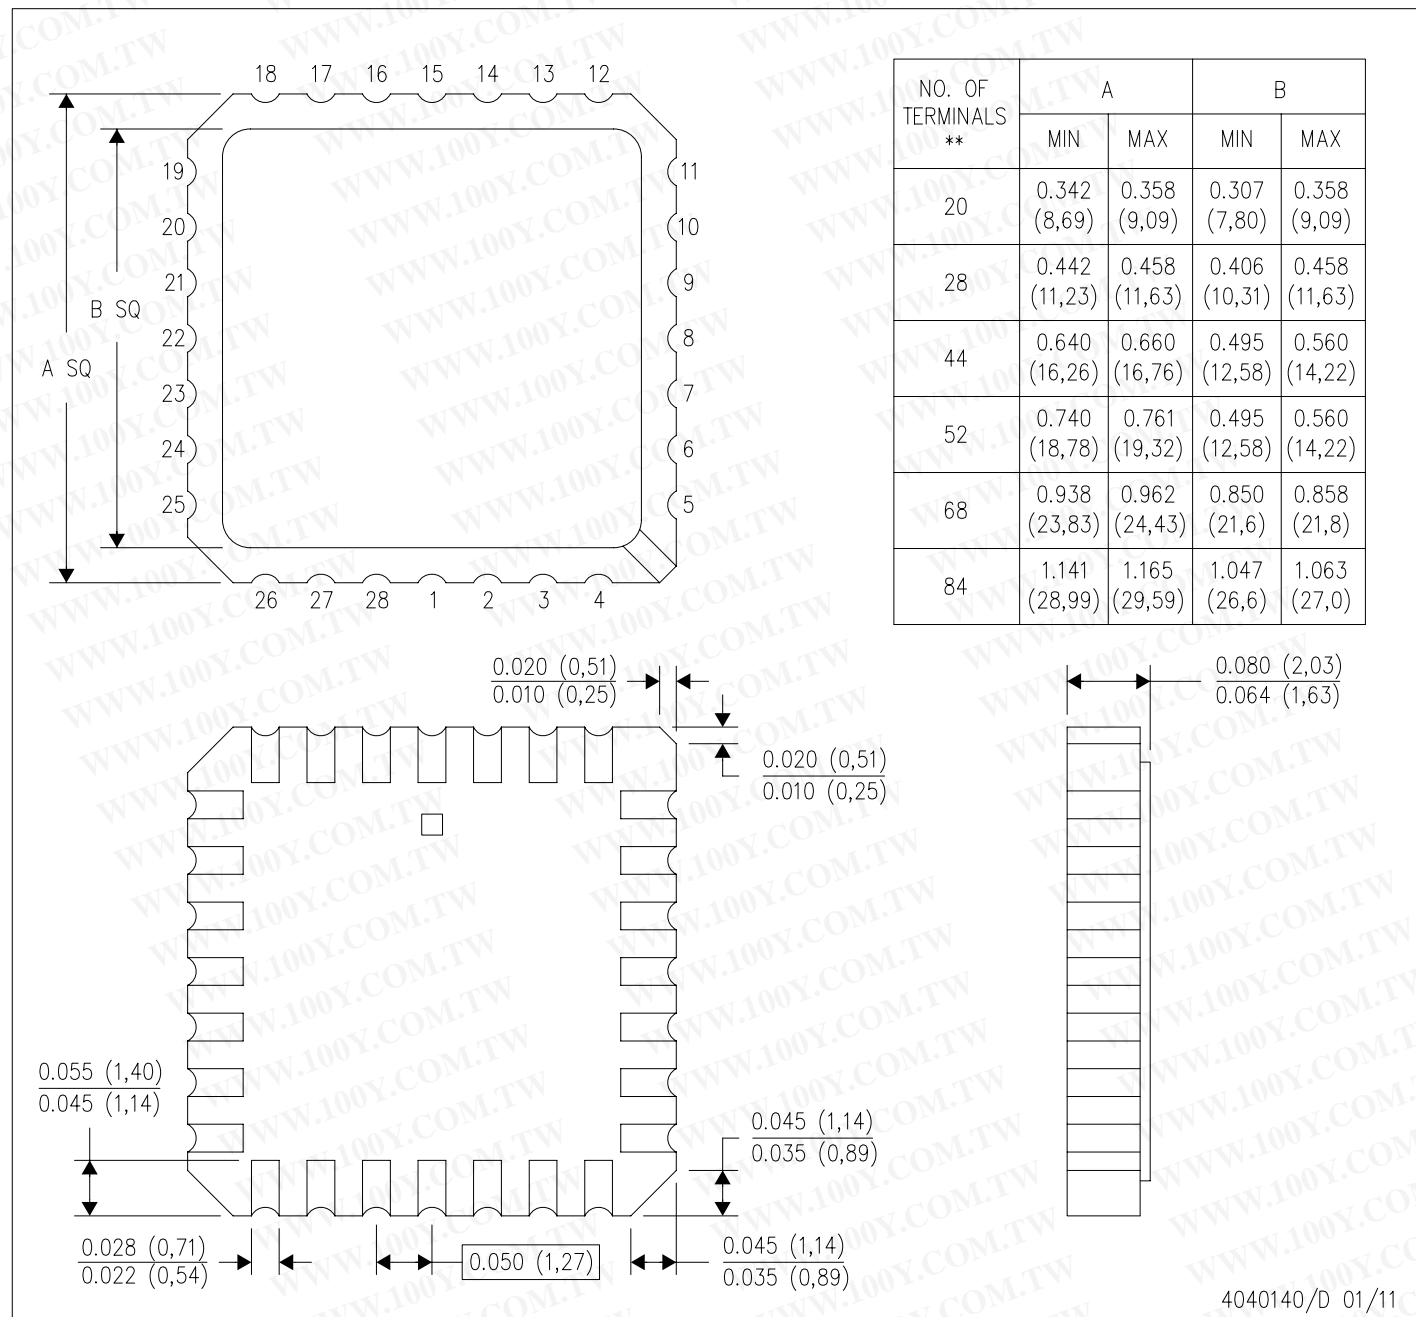 18 17 16 15 14 13 12
19
20
21
22
23
24
25
11
10
9
8
7
6
5
26 27 28 1 2 3 4
B SQ
A SQ
NO. OF TERMINALS ** A B
MIN MAX MIN MAX
20 0.342 0.358 0.307 0.358
(8,69) (9,09) (7,80) (9,09)
28 0.442 0.458 0.406 0.458
(11,23) (11,63) (10,31) (11,63)
44 0.640 0.660 0.495 0.560
(16,26) (16,76) (12,58) (14,22)
52 0.740 0.761 0.495 0.560
(18,78) (19,32) (12,58) (14,22)
68 0.938 0.962 0.850 0.858
(23,83) (24,43) (21,6) (21,8)
84 1.141 1.165 1.047 1.063
(28,99) (29,59) (26,6) (27,0)
0.020 (0,51)
0.010 (0,25)
0.020 (0,51)
0.010 (0,25)
0.080 (2,03)
0.064 (1,63)
0.055 (1,40)
0.045 (1,14)
0.045 (1,14)
0.035 (0,89)
0.028 (0,71)
0.022 (0,54)
0.050 (1,27)
0.045 (1,14)
0.035 (0,89)
4040140/D 01/11
WWW.100Y.COM.TW